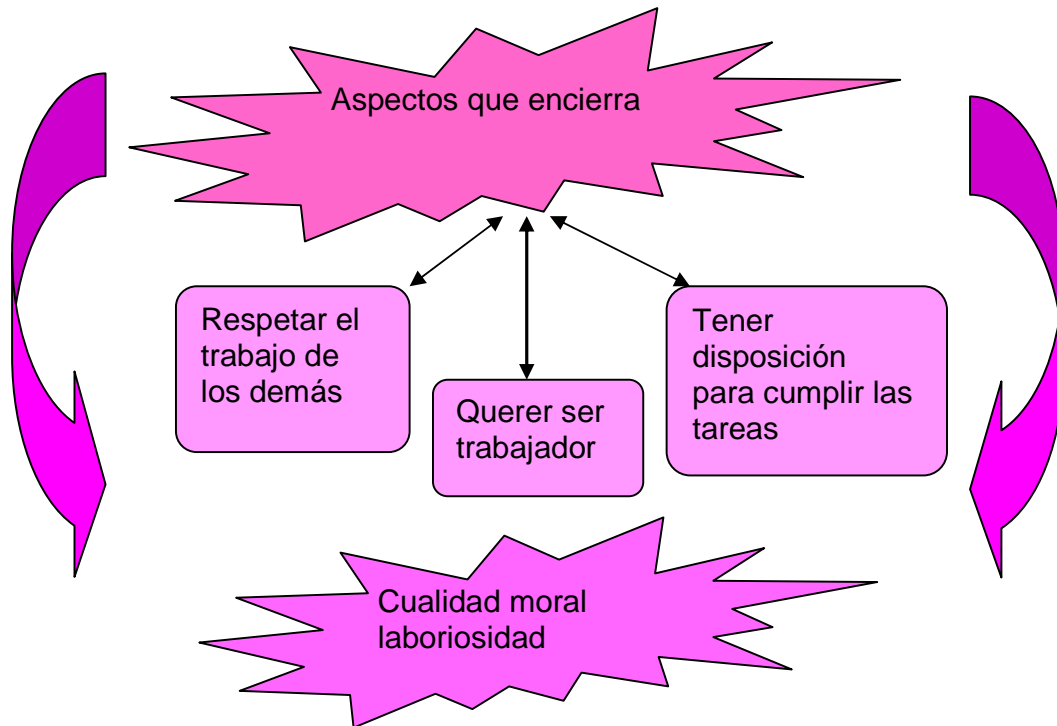 Aspectos que encierra
Respetar el
trabajo de
los demás
Querer ser
trabajador
Tener
disposición
para cumplir las
tareas
Cualidad moral
laboriosidad